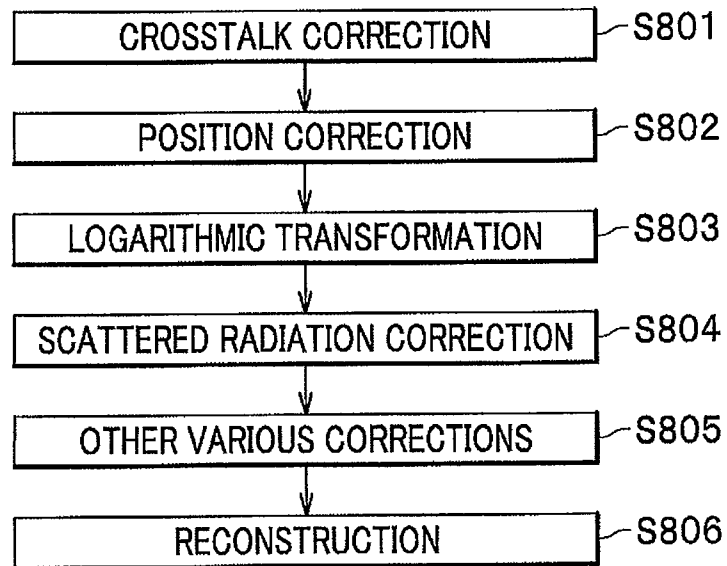 CROSSTALK CORRECTION S801
POSITION CORRECTION S802
LOGARITHMIC TRANSFORMATION S803
SCATTERED RADIATION CORRECTION S804
OTHER VARIOUS CORRECTIONS S805
RECONSTRUCTION S806